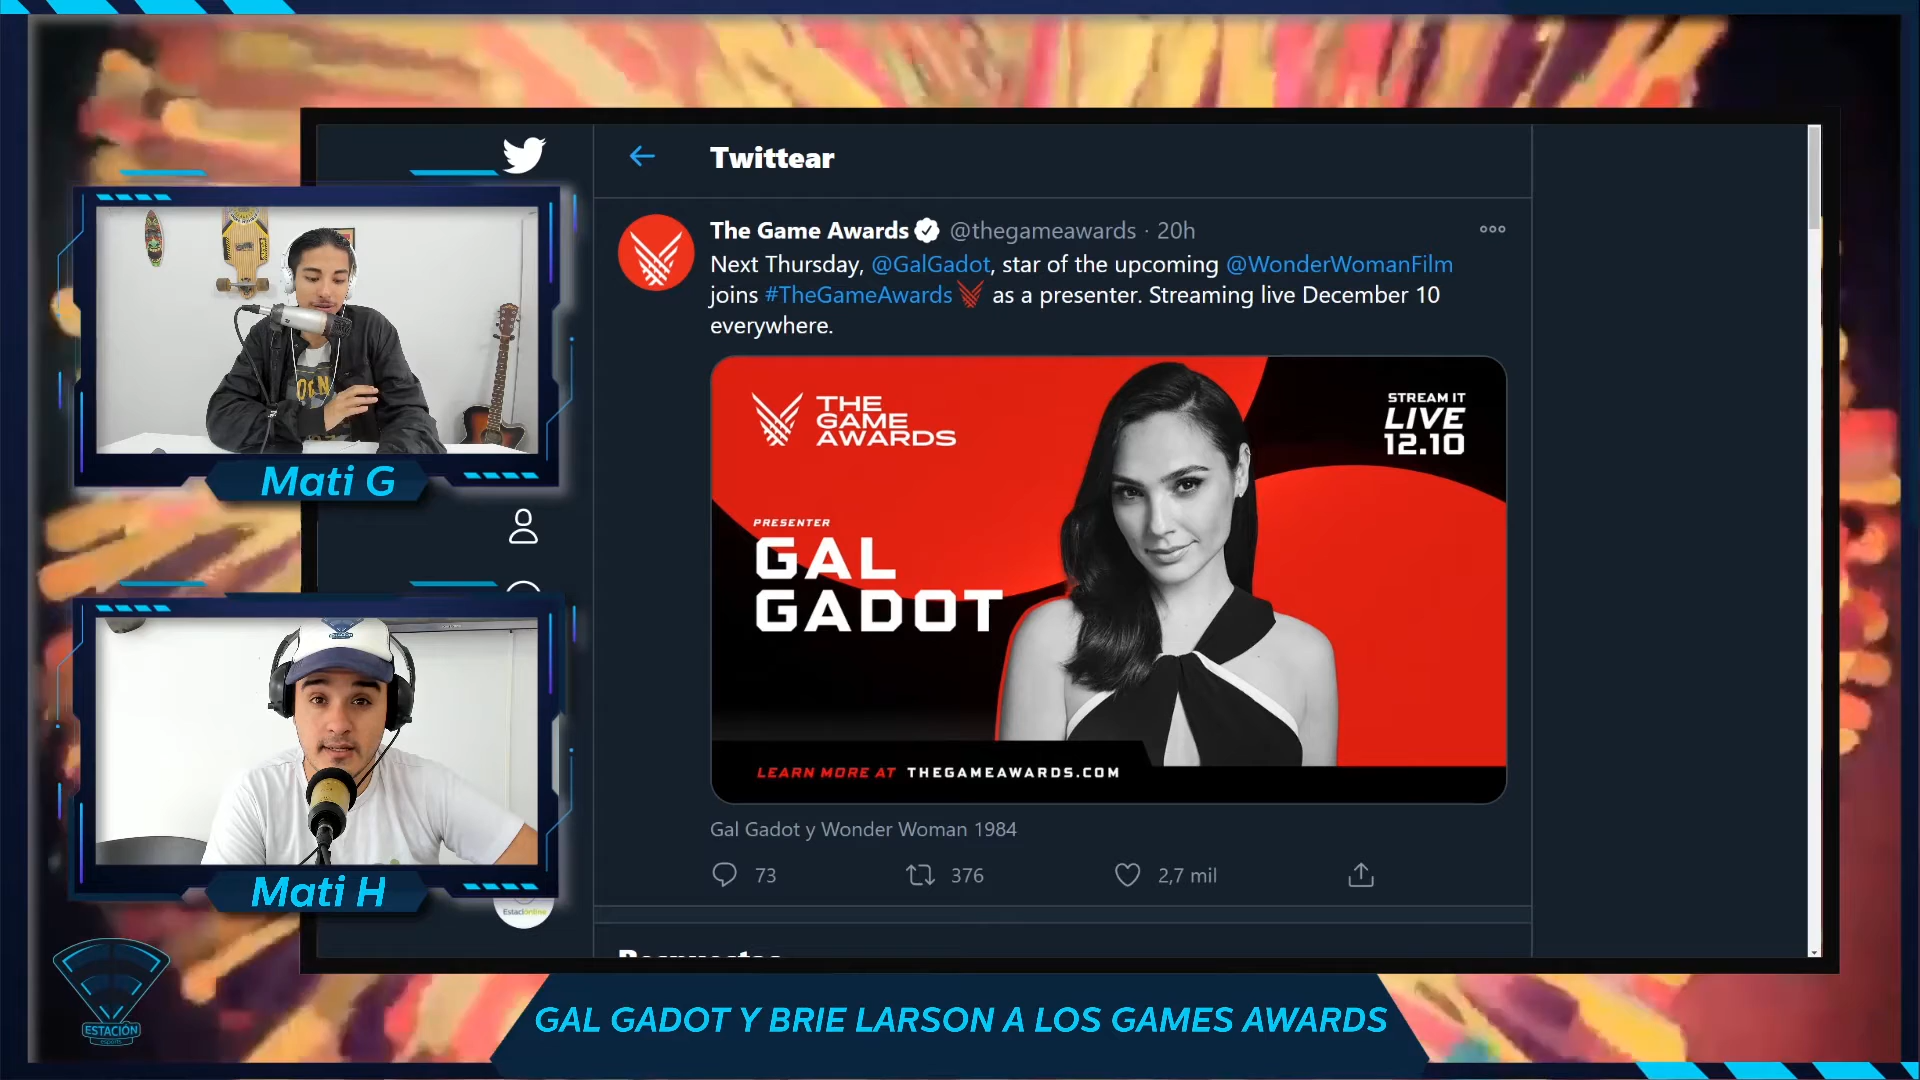 Twittear
The Game Awards @thegameawards · 20h
Next Thursday, @GalGadot, star of the upcoming @WonderWomanFilm
joins #TheGameAwards as a presenter. Streaming live December 10
everywhere.
THE
GAME
AWARDS
STREAM IT
LIVE
12.10
PRESENTER
GAL
GADOT
LEARN MORE AT THEGAMEAWARDS.COM
Gal Gadot y Wonder Woman 1984
73 376 2,7 mil
Respuestas
Mati G
Mati H
Estaciónline
ESTACIÓN
esports
GAL GADOT Y BRIE LARSON A LOS GAMES AWARDS